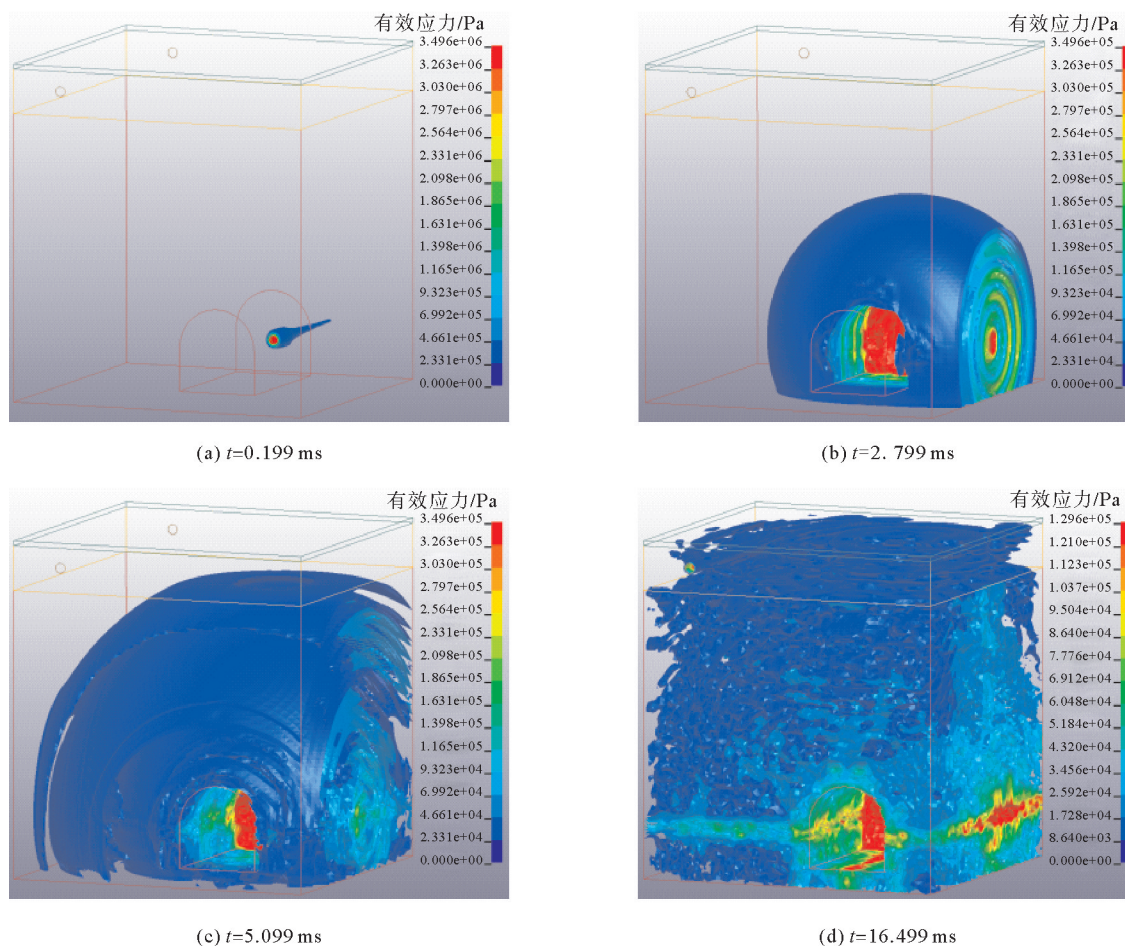 有效应力/Pa
3.496e+06
3.263e+06
3.030e+06
2.797e+06
2.564e+06
2.331e+06
2.098e+06
1.865e+06
1.631e+06
1.398e+06
1.165e+06
9.323e+05
6.992e+05
4.661e+05
2.331e+05
0.000e+00
(a) t=0.199 ms
有效应力/Pa
3.496e+05
3.263e+05
3.030e+05
2.797e+05
2.564e+05
2.331e+05
2.098e+05
1.865e+05
1.631e+05
1.398e+05
1.165e+05
9.323e+04
6.992e+04
4.661e+04
2.331e+04
0.000e+00
(b) t=2. 799 ms
有效应力/Pa
3.496e+05
3.263e+05
3.030e+05
2.797e+05
2.564e+05
2.331e+05
2.098e+05
1.865e+05
1.631e+05
1.398e+05
1.165e+05
9.323e+04
6.992e+04
4.661e+04
2.331e+04
0.000e+00
(c) t=5.099 ms
有效应力/Pa
1.296e+05
1.210e+05
1.123e+05
1.037e+05
9.504e+04
8.640e+04
7.776e+04
6.912e+04
6.048e+04
5.184e+04
4.320e+04
3.456e+04
2.592e+04
1.728e+04
8.640e+03
0.000e+00
(d) t=16.499 ms